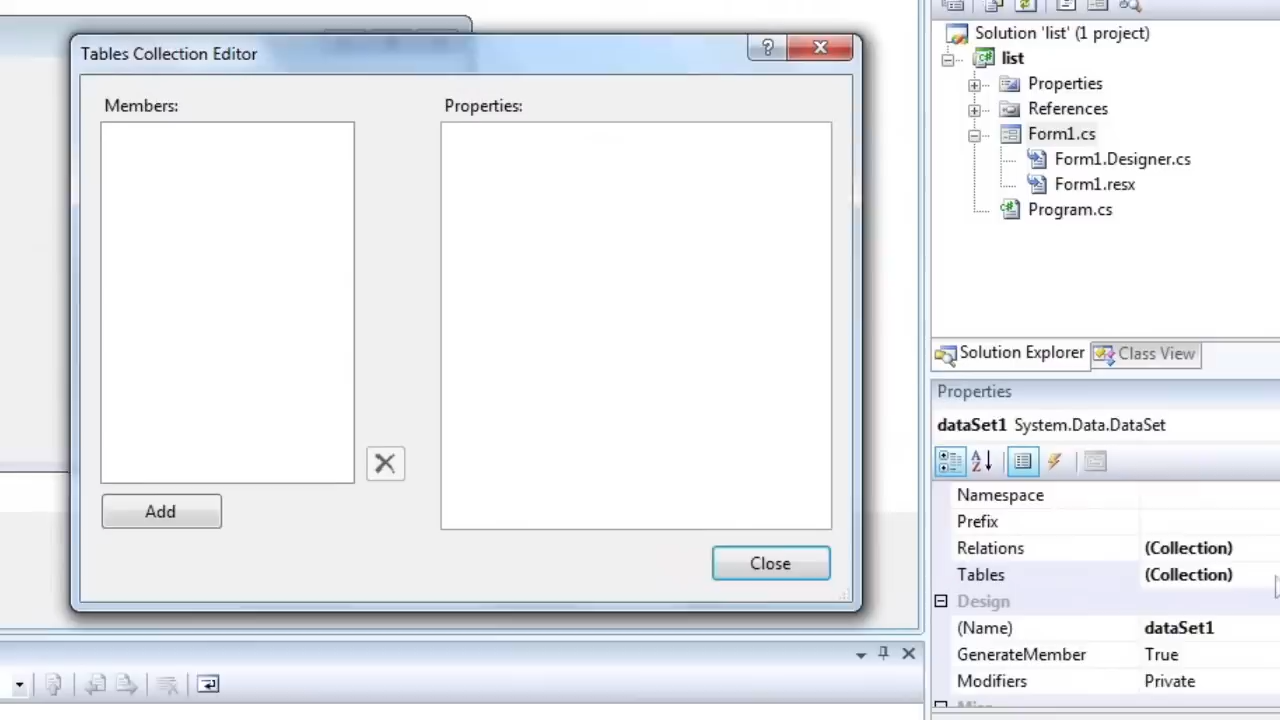 Tables Collection Editor
?
Members:
Properties:
Add
Close
Solution 'list' (1 project)
list
Properties
References
Form1.cs
Form1.Designer.cs
Form1.resx
Program.cs
Solution Explorer
Class View
Properties
dataSet1 System.Data.DataSet
Namespace
Prefix
Relations (Collection)
Tables (Collection)
Design
(Name) dataSet1
GenerateMember True
Modifiers Private